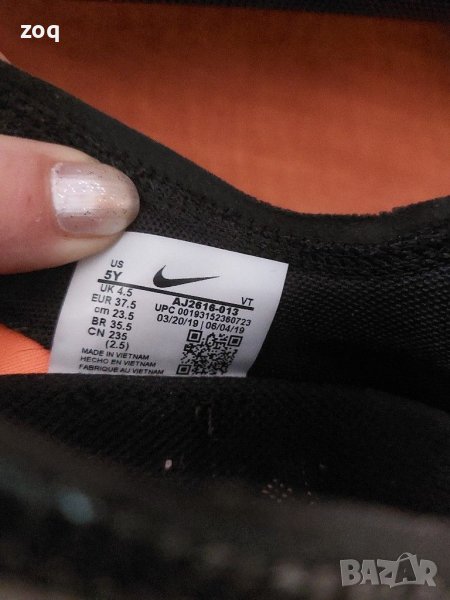 zoq
US
5Y
UK 4.5
EUR 37.5
cm 23.5
BR 35.5
CN 235
(2.5)
MADE IN VIETNAM
HECHO EN VIETNAM
FABRIQUE AU VIETNAM
AJ2616-013 VT
UPC 00193152360723
03/20/19 | 06/04/19
BAZAR